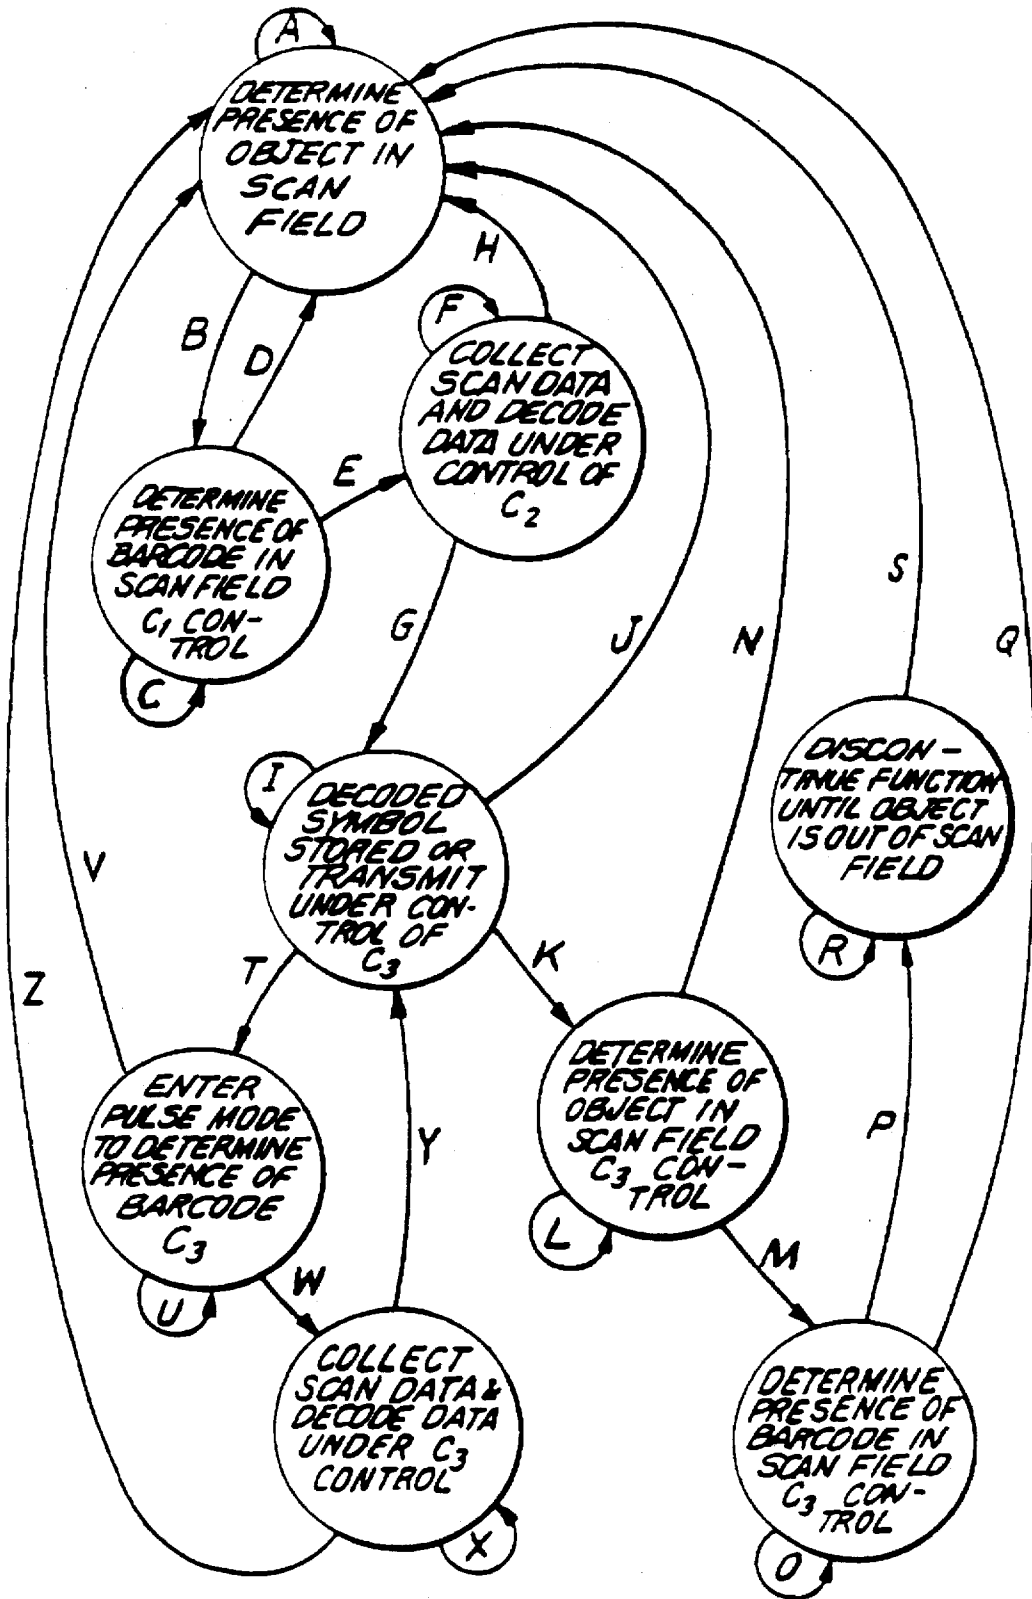 A
DETERMINE
PRESENCE OF
OBJECT IN
SCAN
FIELD
H
B
D
F
COLLECT
SCAN DATA
AND DECODE
DATA UNDER
CONTROL OF
C2
E
DETERMINE
PRESENCE OF
BARCODE IN
SCAN FIELD
C1 CON-
TROL
C
G
J
N
S
Q
I
DECODED
SYMBOL
STORED OR
TRANSMIT
UNDER CON-
TROL OF
C3
DISCON-
TINUE FUNCTION
UNTIL OBJECT
IS OUT OF SCAN
FIELD
R
V
Z
T
K
ENTER
PULSE MODE
TO DETERMINE
PRESENCE OF
BARCODE
C3
U
Y
DETERMINE
PRESENCE OF
OBJECT IN
SCAN FIELD
C3 CON-
TROL
L
P
W
M
COLLECT
SCAN DATA &
DECODE DATA
UNDER C3
CONTROL
X
DETERMINE
PRESENCE OF
BARCODE IN
SCAN FIELD
C3 CON-
TROL
O